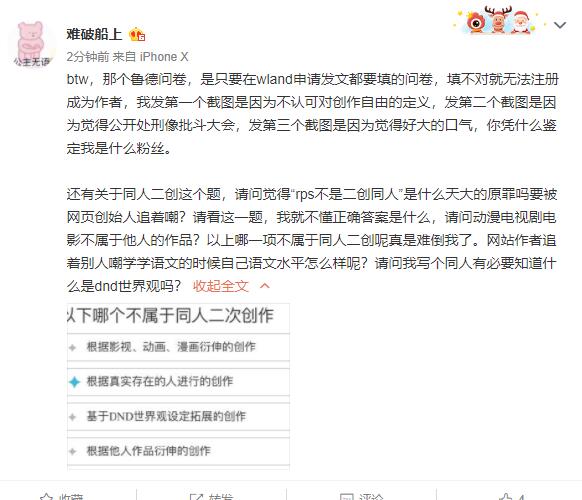 难破船上
2分钟前 来自 iPhone X
公主无语
btw，那个鲁德问卷，是只要在wland申请发文都要填的问卷，填不对就无法注册
成为作者，我发第一个截图是因为不认可对创作自由的定义，发第二个截图是因
为觉得公开处刑像批斗大会，发第三个截图是因为觉得好大的口气，你凭什么鉴
定我是什么粉丝。
还有关于同人二创这个题，请问觉得“rps不是二创同人”是什么天大的原罪吗要被
网页创始人追着嘲？请看这一题，我就不懂正确答案是什么，请问动漫电视剧电
影不属于他人的作品？以上哪一项不属于同人二创呢真是难倒我了。网站作者追
着别人嘲学学语文的时候自己语文水平怎么样呢？请问我写个同人有必要知道什
么是dnd世界观吗？ 收起全文
以下哪个不属于同人二次创作
根据影视、动画、漫画衍伸的创作
根据真实存在的人进行的创作
基于DND世界观设定拓展的创作
根据他人作品衍伸的创作
收藏 转发 评论 4